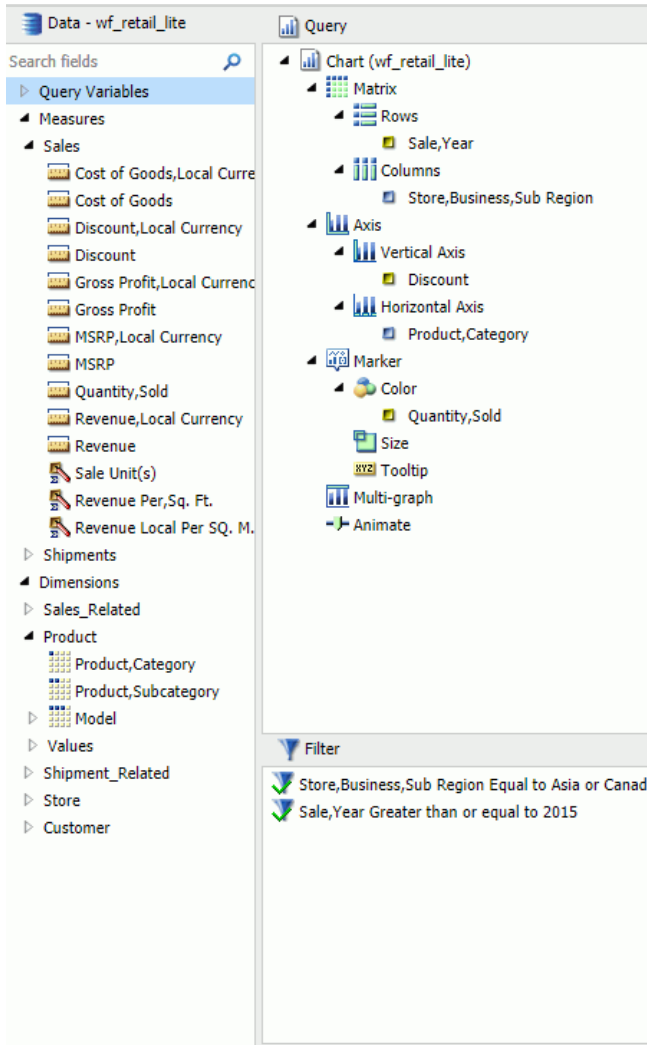 Data - wf_retail_lite
Search fields
Query Variables
Measures
Sales
Cost of Goods,Local Curre
Cost of Goods
Discount,Local Currency
Discount
Gross Profit,Local Currenc
Gross Profit
MSRP,Local Currency
MSRP
Quantity,Sold
Revenue,Local Currency
Revenue
Sale Unit(s)
Revenue Per,Sq. Ft.
Revenue Local Per SQ. M.
Shipments
Dimensions
Sales_Related
Product
Product,Category
Product,Subcategory
Model
Values
Shipment_Related
Store
Customer
Query
Chart (wf_retail_lite)
Matrix
Rows
Sale,Year
Columns
Store,Business,Sub Region
Axis
Vertical Axis
Discount
Horizontal Axis
Product,Category
Marker
Color
Quantity,Sold
Size
XYZ Tooltip
Multi-graph
Animate
Filter
Store,Business,Sub Region Equal to Asia or Canad
Sale,Year Greater than or equal to 2015